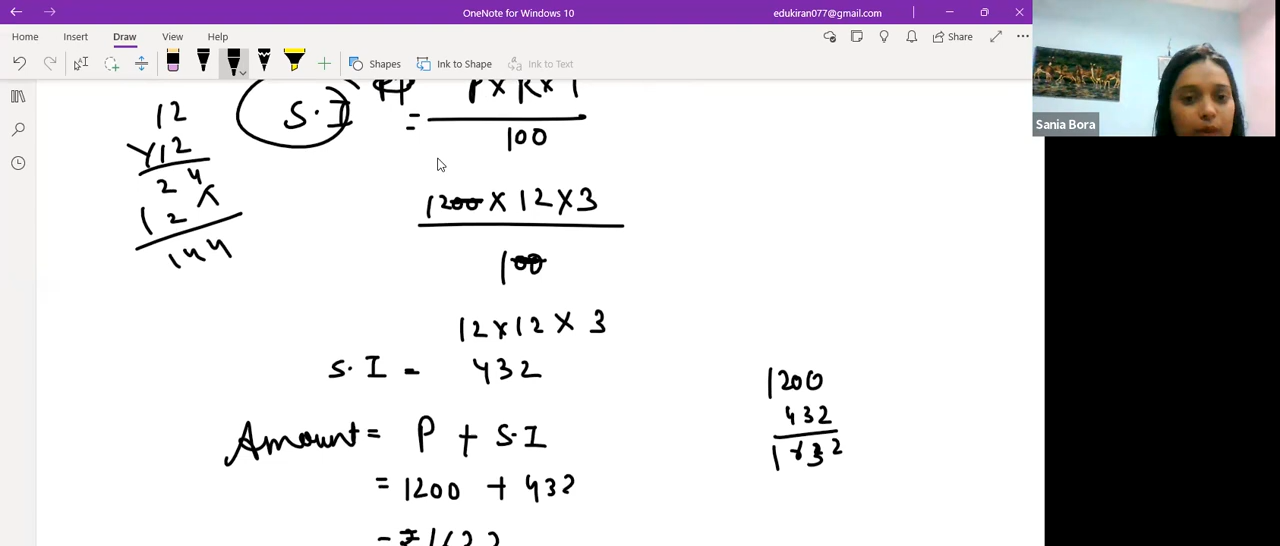 OneNote for Windows 10
edukiran077@gmail.com
Home Insert Draw View Help
Share
Shapes Ink to Shape Ink to Text
Sania Bora
12
12
24
12x
144
S.I = P x R x T
100
1200 x 12 x 3
100
12 x 12 x 3
S.I = 432
Amount = P + S.I
= 1200 + 432
= ₹1632
1200
432
1632